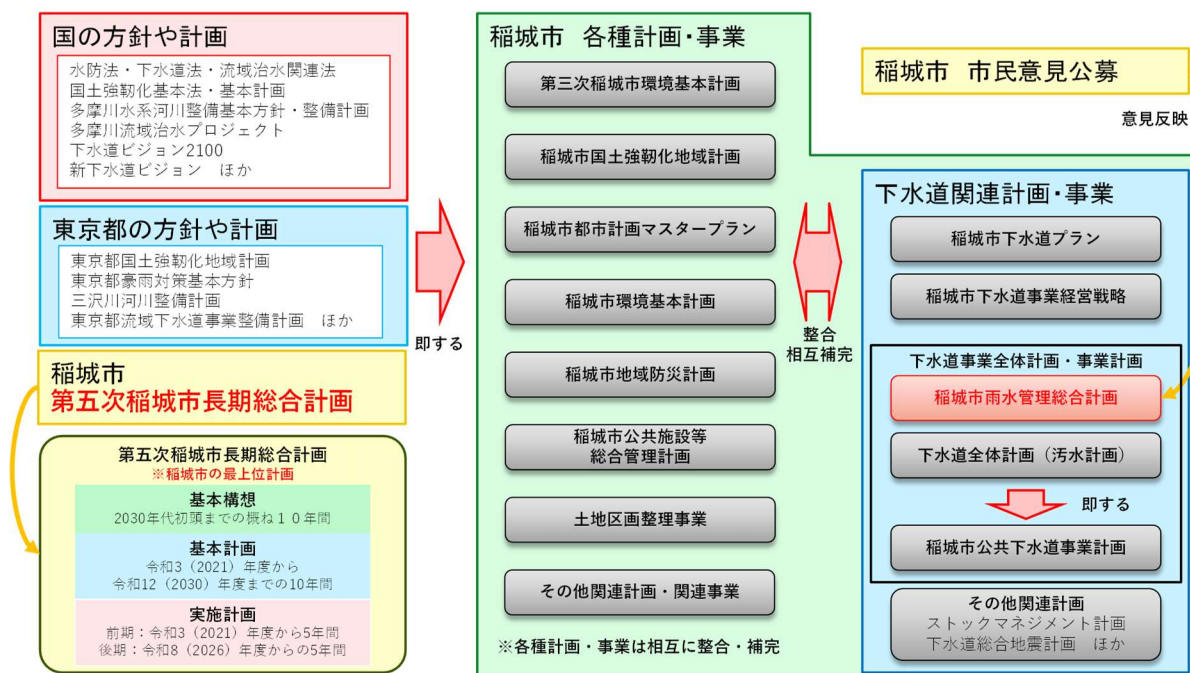 国の方針や計画
水防法・下水道法・流域治水関連法
国土強靭化基本法・基本計画
多摩川水系河川整備基本方針・整備計画
多摩川流域治水プロジェクト
下水道ビジョン2100
新下水道ビジョン　ほか
東京都の方針や計画
東京都国土強靭化地域計画
東京都豪雨対策基本方針
三沢川河川整備計画
東京都流域下水道事業整備計画　ほか
稲城市
第五次稲城市長期総合計画
第五次稲城市長期総合計画
※稲城市の最上位計画
基本構想
2030年代初頭までの概ね１０年間
基本計画
令和3（2021）年度から
令和12（2030）年度までの10年間
実施計画
前期：令和3（2021）年度から5年間
後期：令和8（2026）年度からの5年間
即する
稲城市　各種計画・事業
第三次稲城市環境基本計画
稲城市国土強靭化地域計画
稲城市都市計画マスタープラン
稲城市環境基本計画
稲城市地域防災計画
稲城市公共施設等
総合管理計画
土地区画整理事業
その他関連計画・関連事業
※各種計画・事業は相互に整合・補完
整合
相互補完
稲城市　市民意見公募
意見反映
下水道関連計画・事業
稲城市下水道プラン
稲城市下水道事業経営戦略
下水道事業全体計画・事業計画
稲城市雨水管理総合計画
下水道全体計画（汚水計画）
即する
稲城市公共下水道事業計画
その他関連計画
ストックマネジメント計画
下水道総合地震計画　ほか